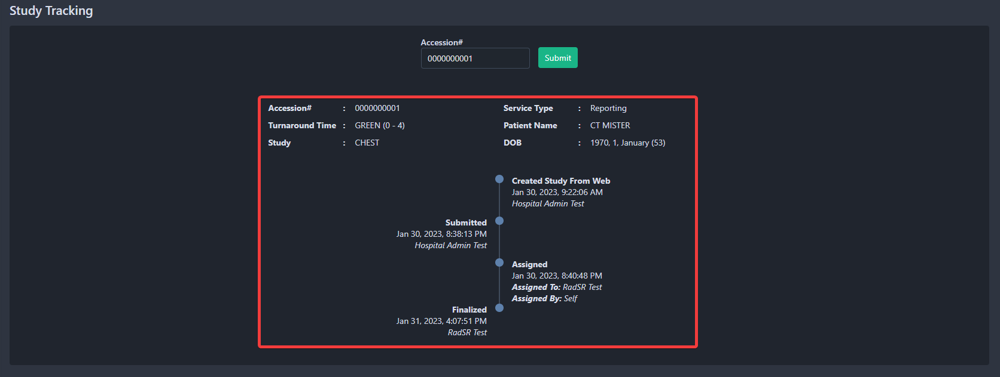 Study Tracking
Accession#
0000000001
Submit
Accession# : 0000000001
Service Type : Reporting
Turnaround Time : GREEN (0 - 4)
Patient Name : CT MISTER
Study : CHEST
DOB : 1970, 1, January (53)
Created Study From Web
Jan 30, 2023, 9:22:06 AM
Hospital Admin Test
Submitted
Jan 30, 2023, 8:38:13 PM
Hospital Admin Test
Assigned
Jan 30, 2023, 8:40:48 PM
Assigned To: RadSR Test
Assigned By: Self
Finalized
Jan 31, 2023, 4:07:51 PM
RadSR Test